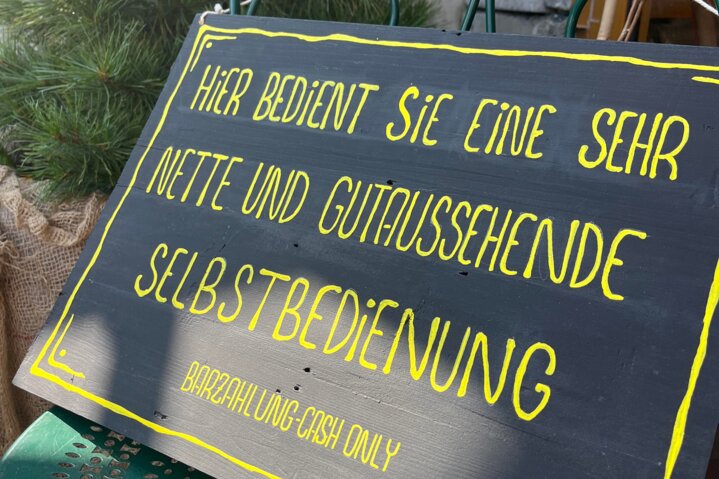 HiER BEDiENT SiE EiNE SEHR
NETTE UND GUTAUSSEHENDE
SELBSTBEDiENUNG
BARZAHLUNG-CASH ONLY